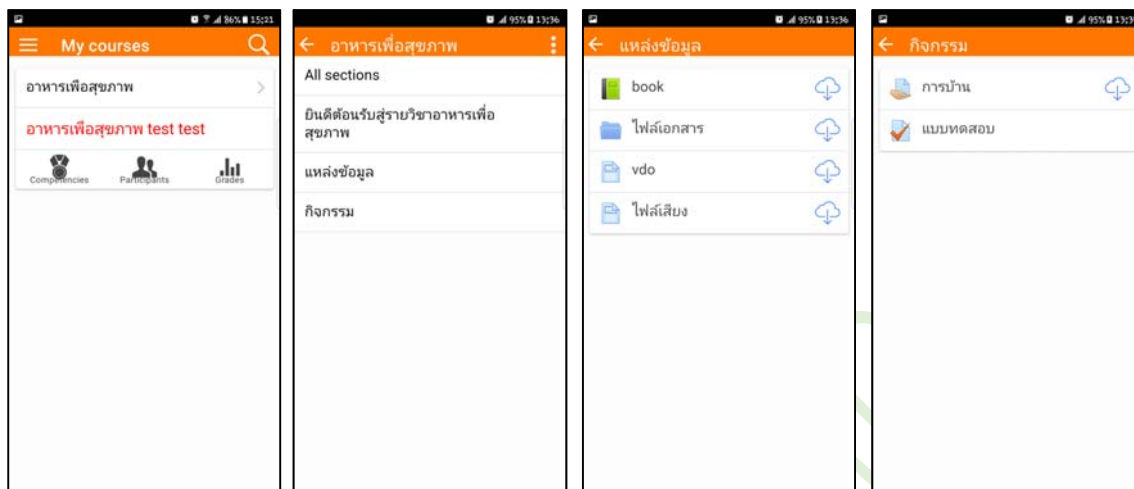 86% 15:21
My courses
อาหารเพื่อสุขภาพ
อาหารเพื่อสุขภาพ test test
Competencies
Participants
Grades
95% 13:36
อาหารเพื่อสุขภาพ
All sections
ยินดีต้อนรับสู่รายวิชาอาหารเพื่อ
สุขภาพ
แหล่งข้อมูล
กิจกรรม
95% 13:36
แหล่งข้อมูล
book
ไฟล์เอกสาร
vdo
ไฟล์เสียง
95%
กิจกรรม
การบ้าน
แบบทดสอบ